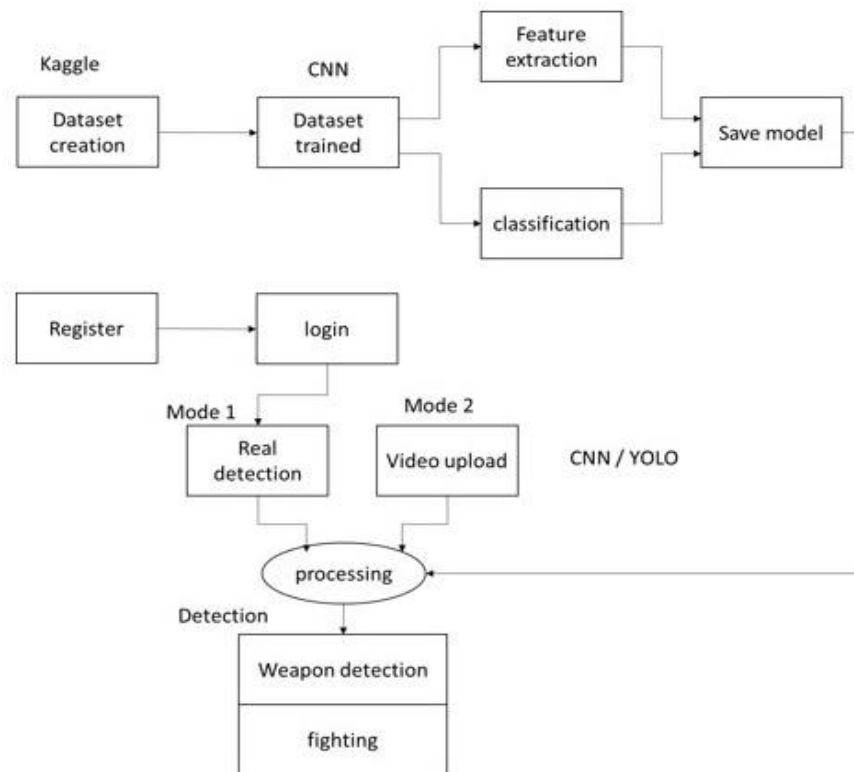 Feature
extraction
Kaggle
CNN
Dataset
creation
Dataset
trained
Save model
classification
Register
login
Mode 1
Mode 2
Real
detection
Video upload
CNN / YOLO
processing
Detection
Weapon detection
fighting